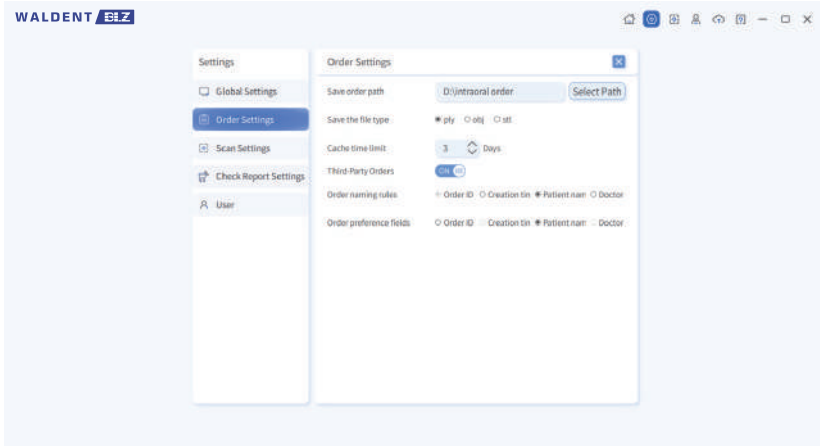 WALDENT BLZ
Settings
Global Settings
Order Settings
Scan Settings
Check Report Settings
User
Order Settings
Save order path D:\intraoral order Select Path
Save the file type ply obj stl
Cache time limit 3 Days
Third-Party Orders ON
Order naming rules Order ID Creation tin Patient nam Doctor
Order preference fields Order ID Creation tin Patient nam Doctor